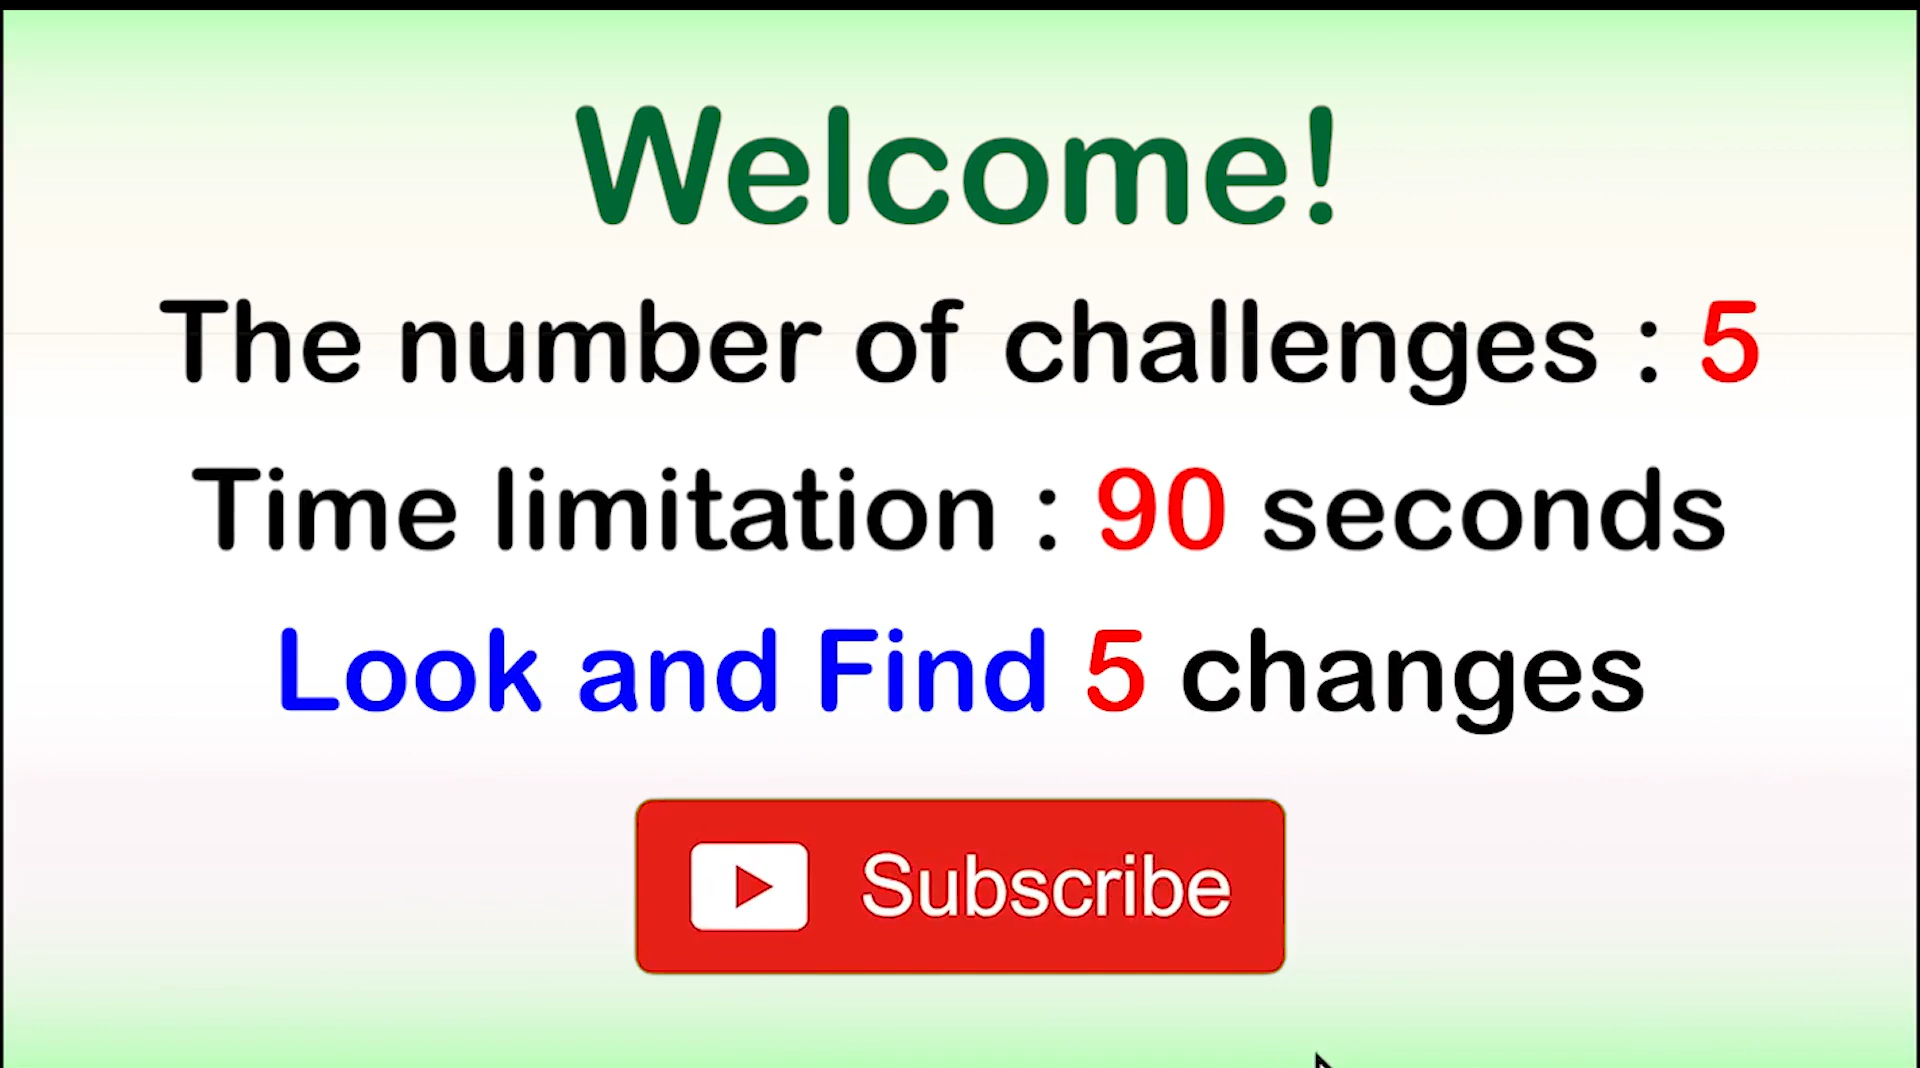 Welcome!
The number of challenges : 5
Time limitation : 90 seconds
Look and Find 5 changes
Subscribe